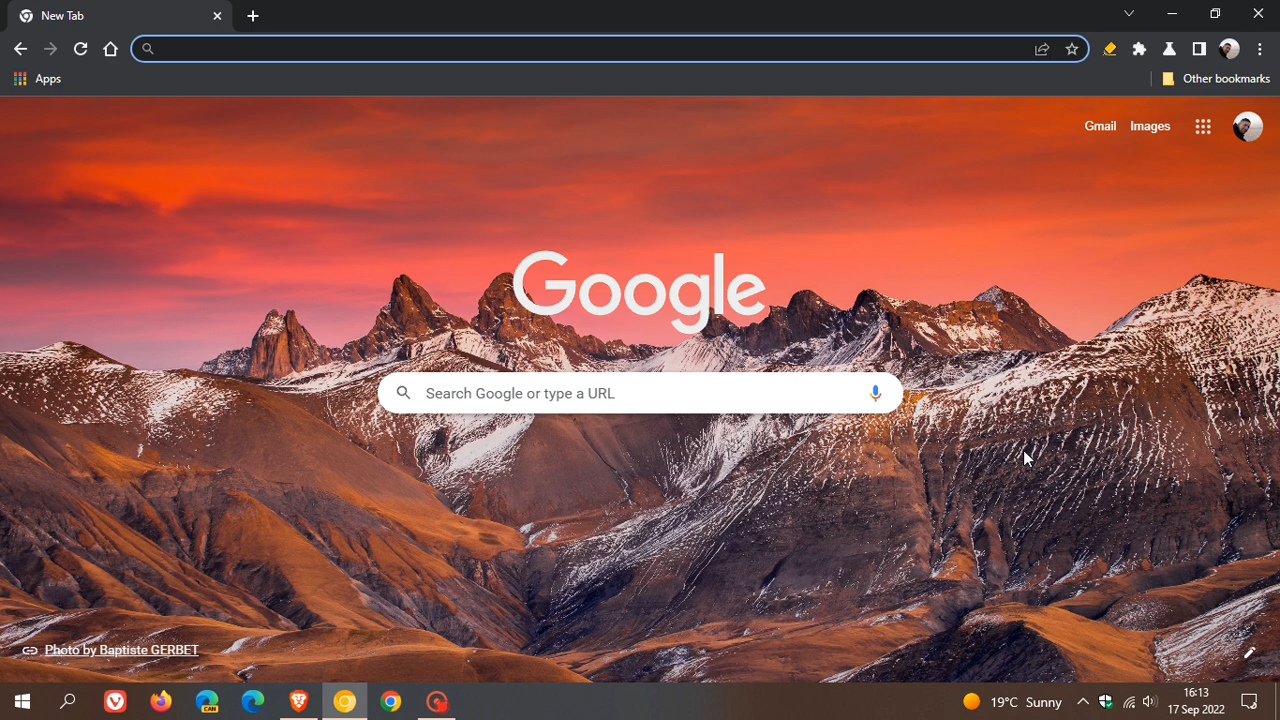 New Tab
Apps
Other bookmarks
Gmail
Images
Google
Search Google or type a URL
Photo by Baptiste GERBET
CAN
19°C Sunny
16:13
17 Sep 2022